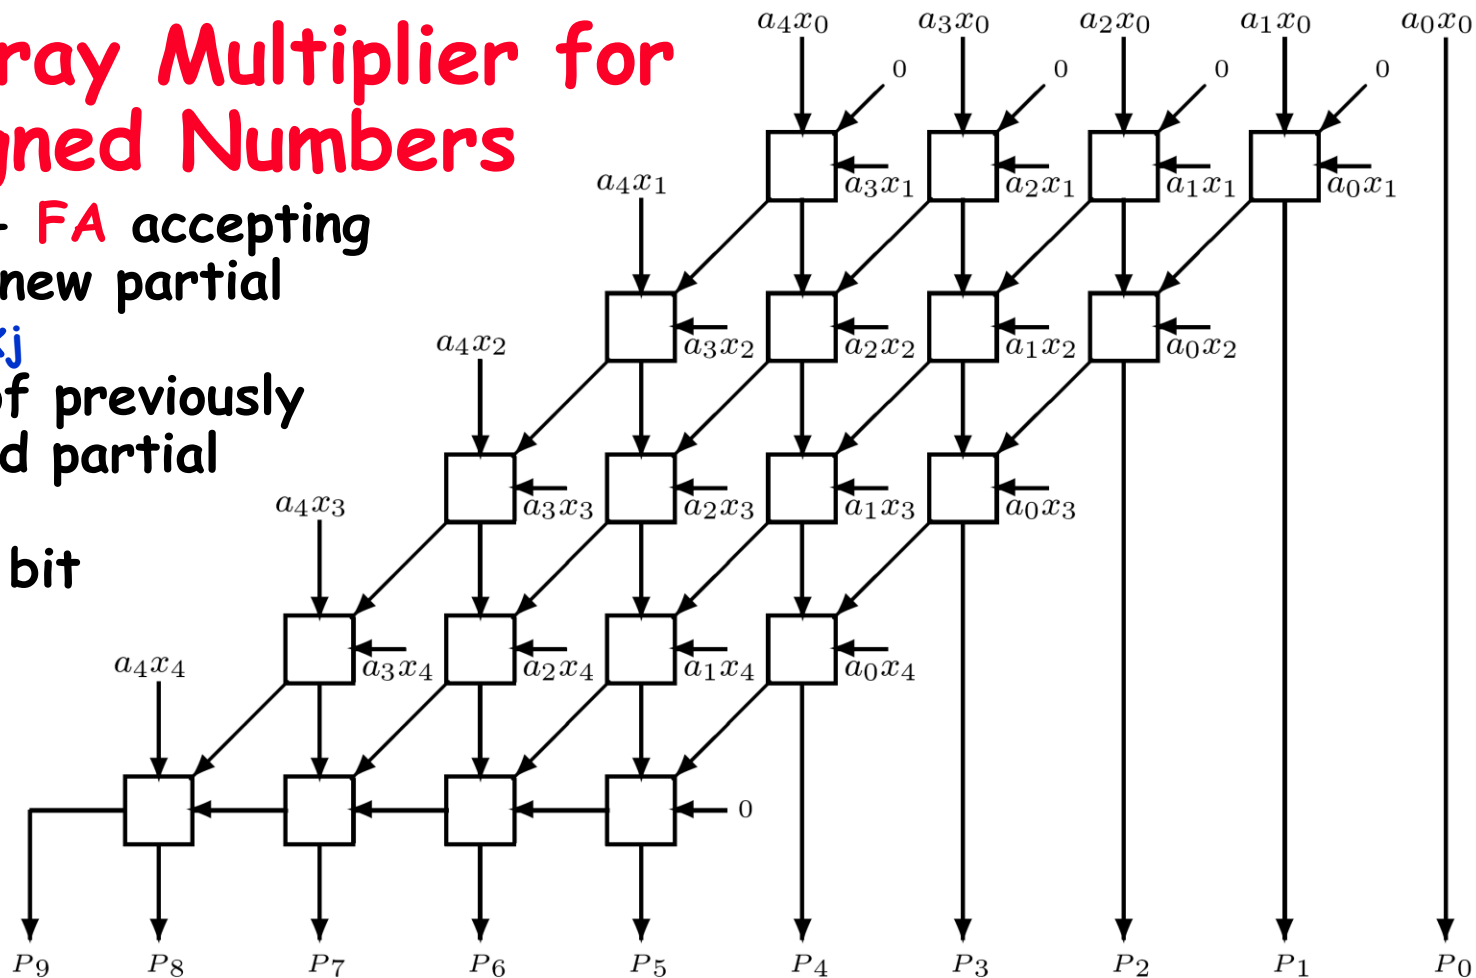 ray Multiplier for
gned Numbers
- FA accepting
new partial
xj
of previously
d partial
bit
a₄x₀ a₃x₀ a₂x₀ a₁x₀ a₀x₀
0 0 0 0
a₄x₁ a₃x₁ a₂x₁ a₁x₁ a₀x₁
a₄x₂ a₃x₂ a₂x₂ a₁x₂ a₀x₂
a₄x₃ a₃x₃ a₂x₃ a₁x₃ a₀x₃
a₄x₄ a₃x₄ a₂x₄ a₁x₄ a₀x₄
0
P₉ P₈ P₇ P₆ P₅ P₄ P₃ P₂ P₁ P₀